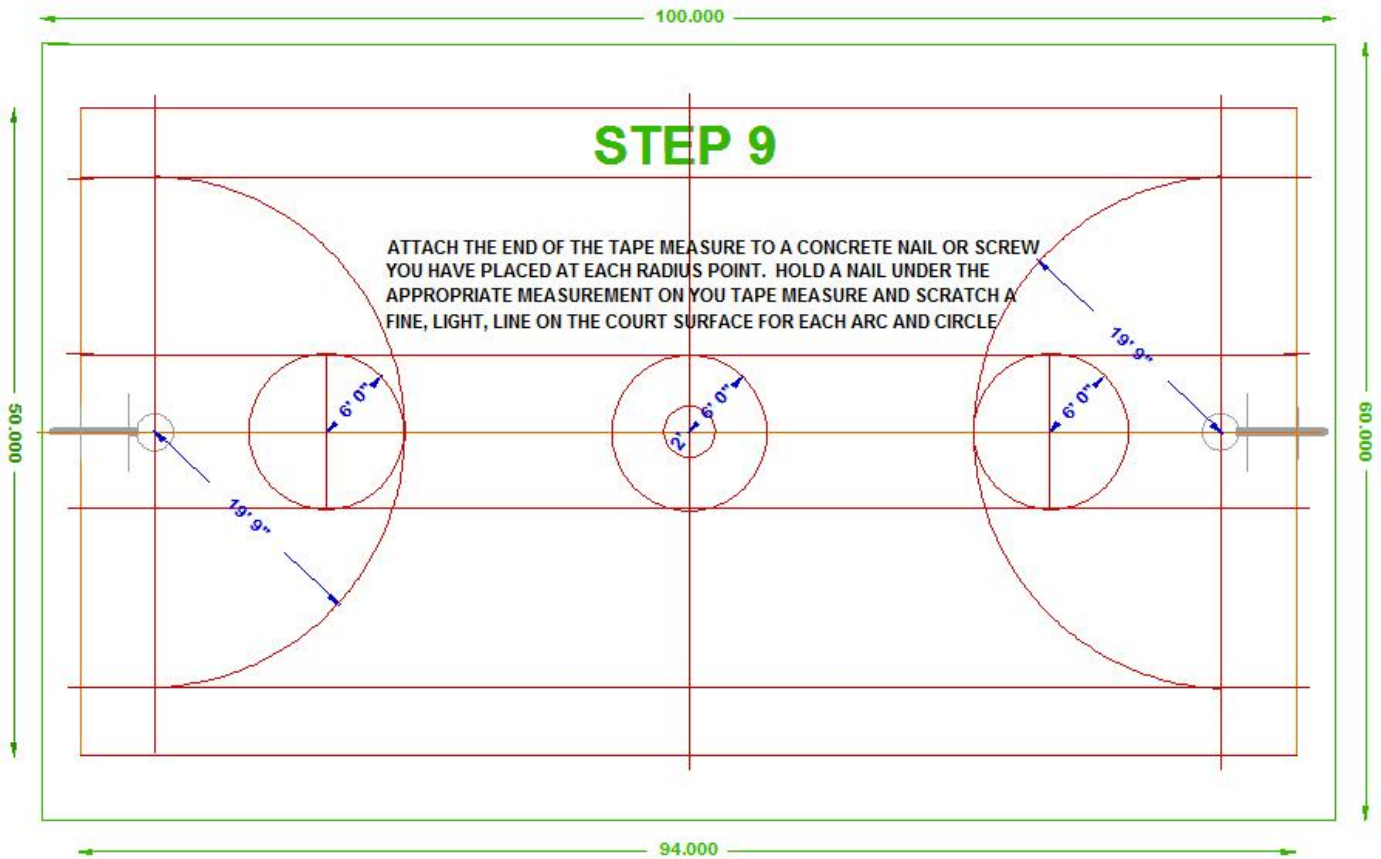 100.000
STEP 9
ATTACH THE END OF THE TAPE MEASURE TO A CONCRETE NAIL OR SCREW
YOU HAVE PLACED AT EACH RADIUS POINT. HOLD A NAIL UNDER THE
APPROPRIATE MEASUREMENT ON YOU TAPE MEASURE AND SCRATCH A
FINE, LIGHT, LINE ON THE COURT SURFACE FOR EACH ARC AND CIRCLE
19' 9"
6' 0"
6' 0"
6' 0"
2'
50.000
60.000
19' 9"
94.000